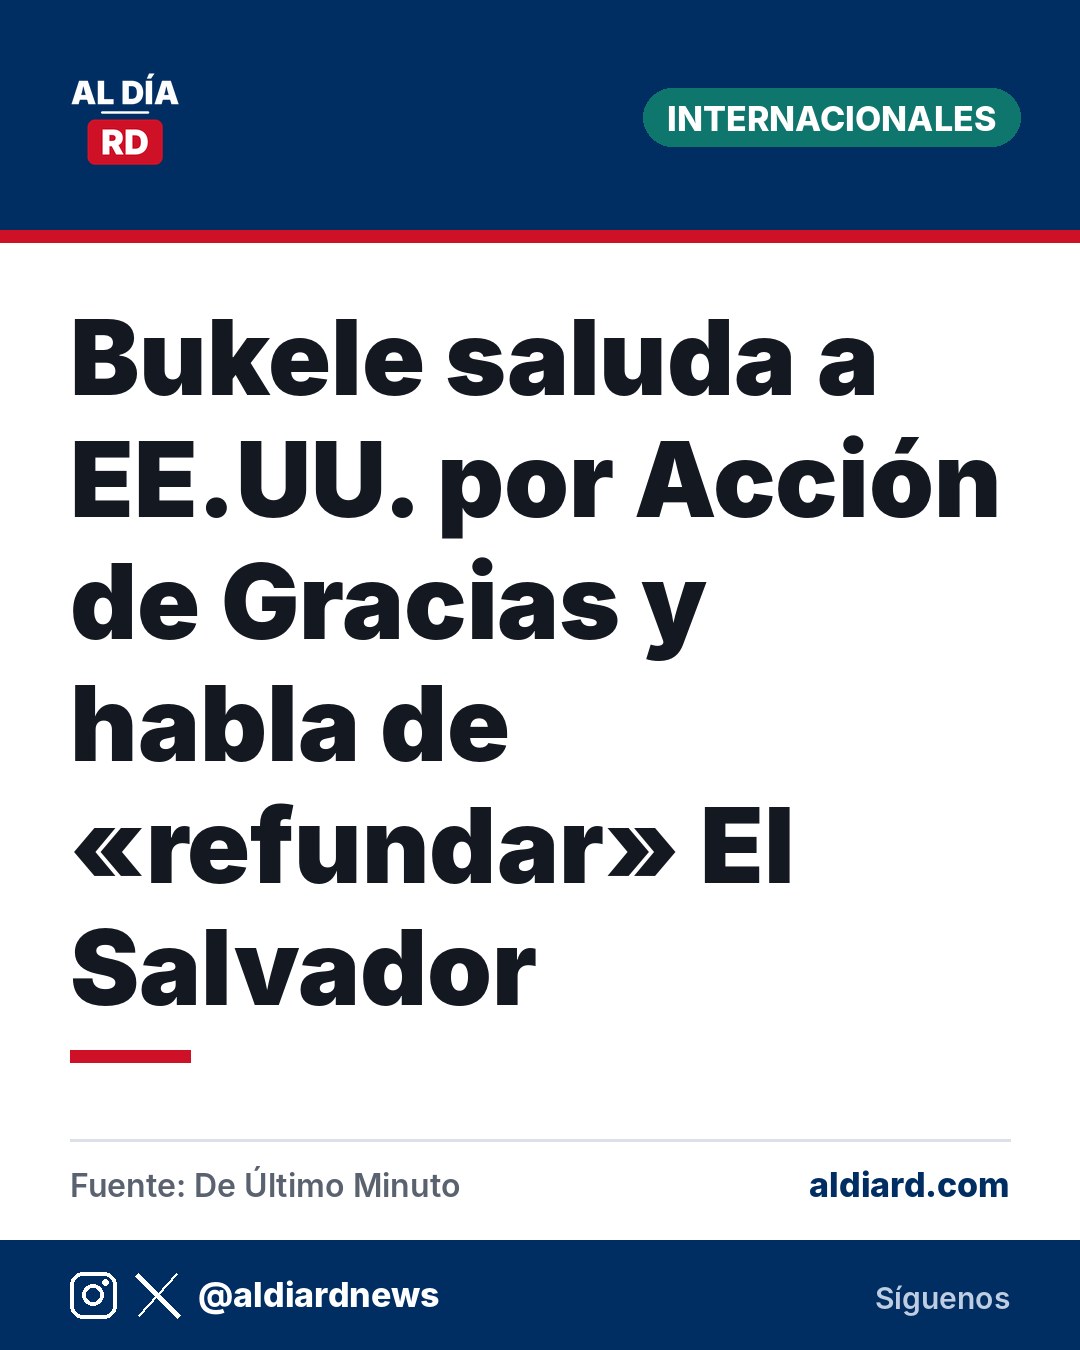 AL DÍA
RD
INTERNACIONALES
Bukele saluda a
EE.UU. por Acción
de Gracias y
habla de
«refundar» El
Salvador
Fuente: De Último Minuto
aldiard.com
@aldiardnews
Síguenos